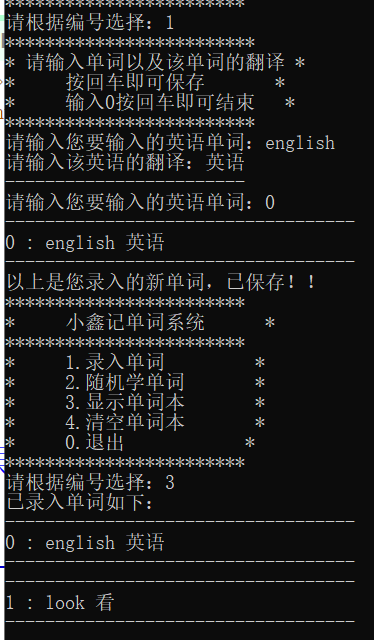 ************************
请根据编号选择：1
*************************
* 请输入单词以及该单词的翻译 *
*     按回车即可保存       *
*     输入0按回车即可结束   *
*************************
请输入您要输入的英语单词：english
请输入该英语的翻译：英语
------------------------
请输入您要输入的英语单词：0
-----------------------------------
0 : english 英语
-----------------------------------
以上是您录入的新单词，已保存！！
************************
*     小鑫记单词系统      *
************************
*     1.录入单词         *
*     2.随机学单词       *
*     3.显示单词本       *
*     4.清空单词本       *
*     0.退出            *
************************
请根据编号选择：3
已录入单词如下：
-----------------------------------
0 : english 英语
-----------------------------------
-----------------------------------
1 : look 看
-----------------------------------